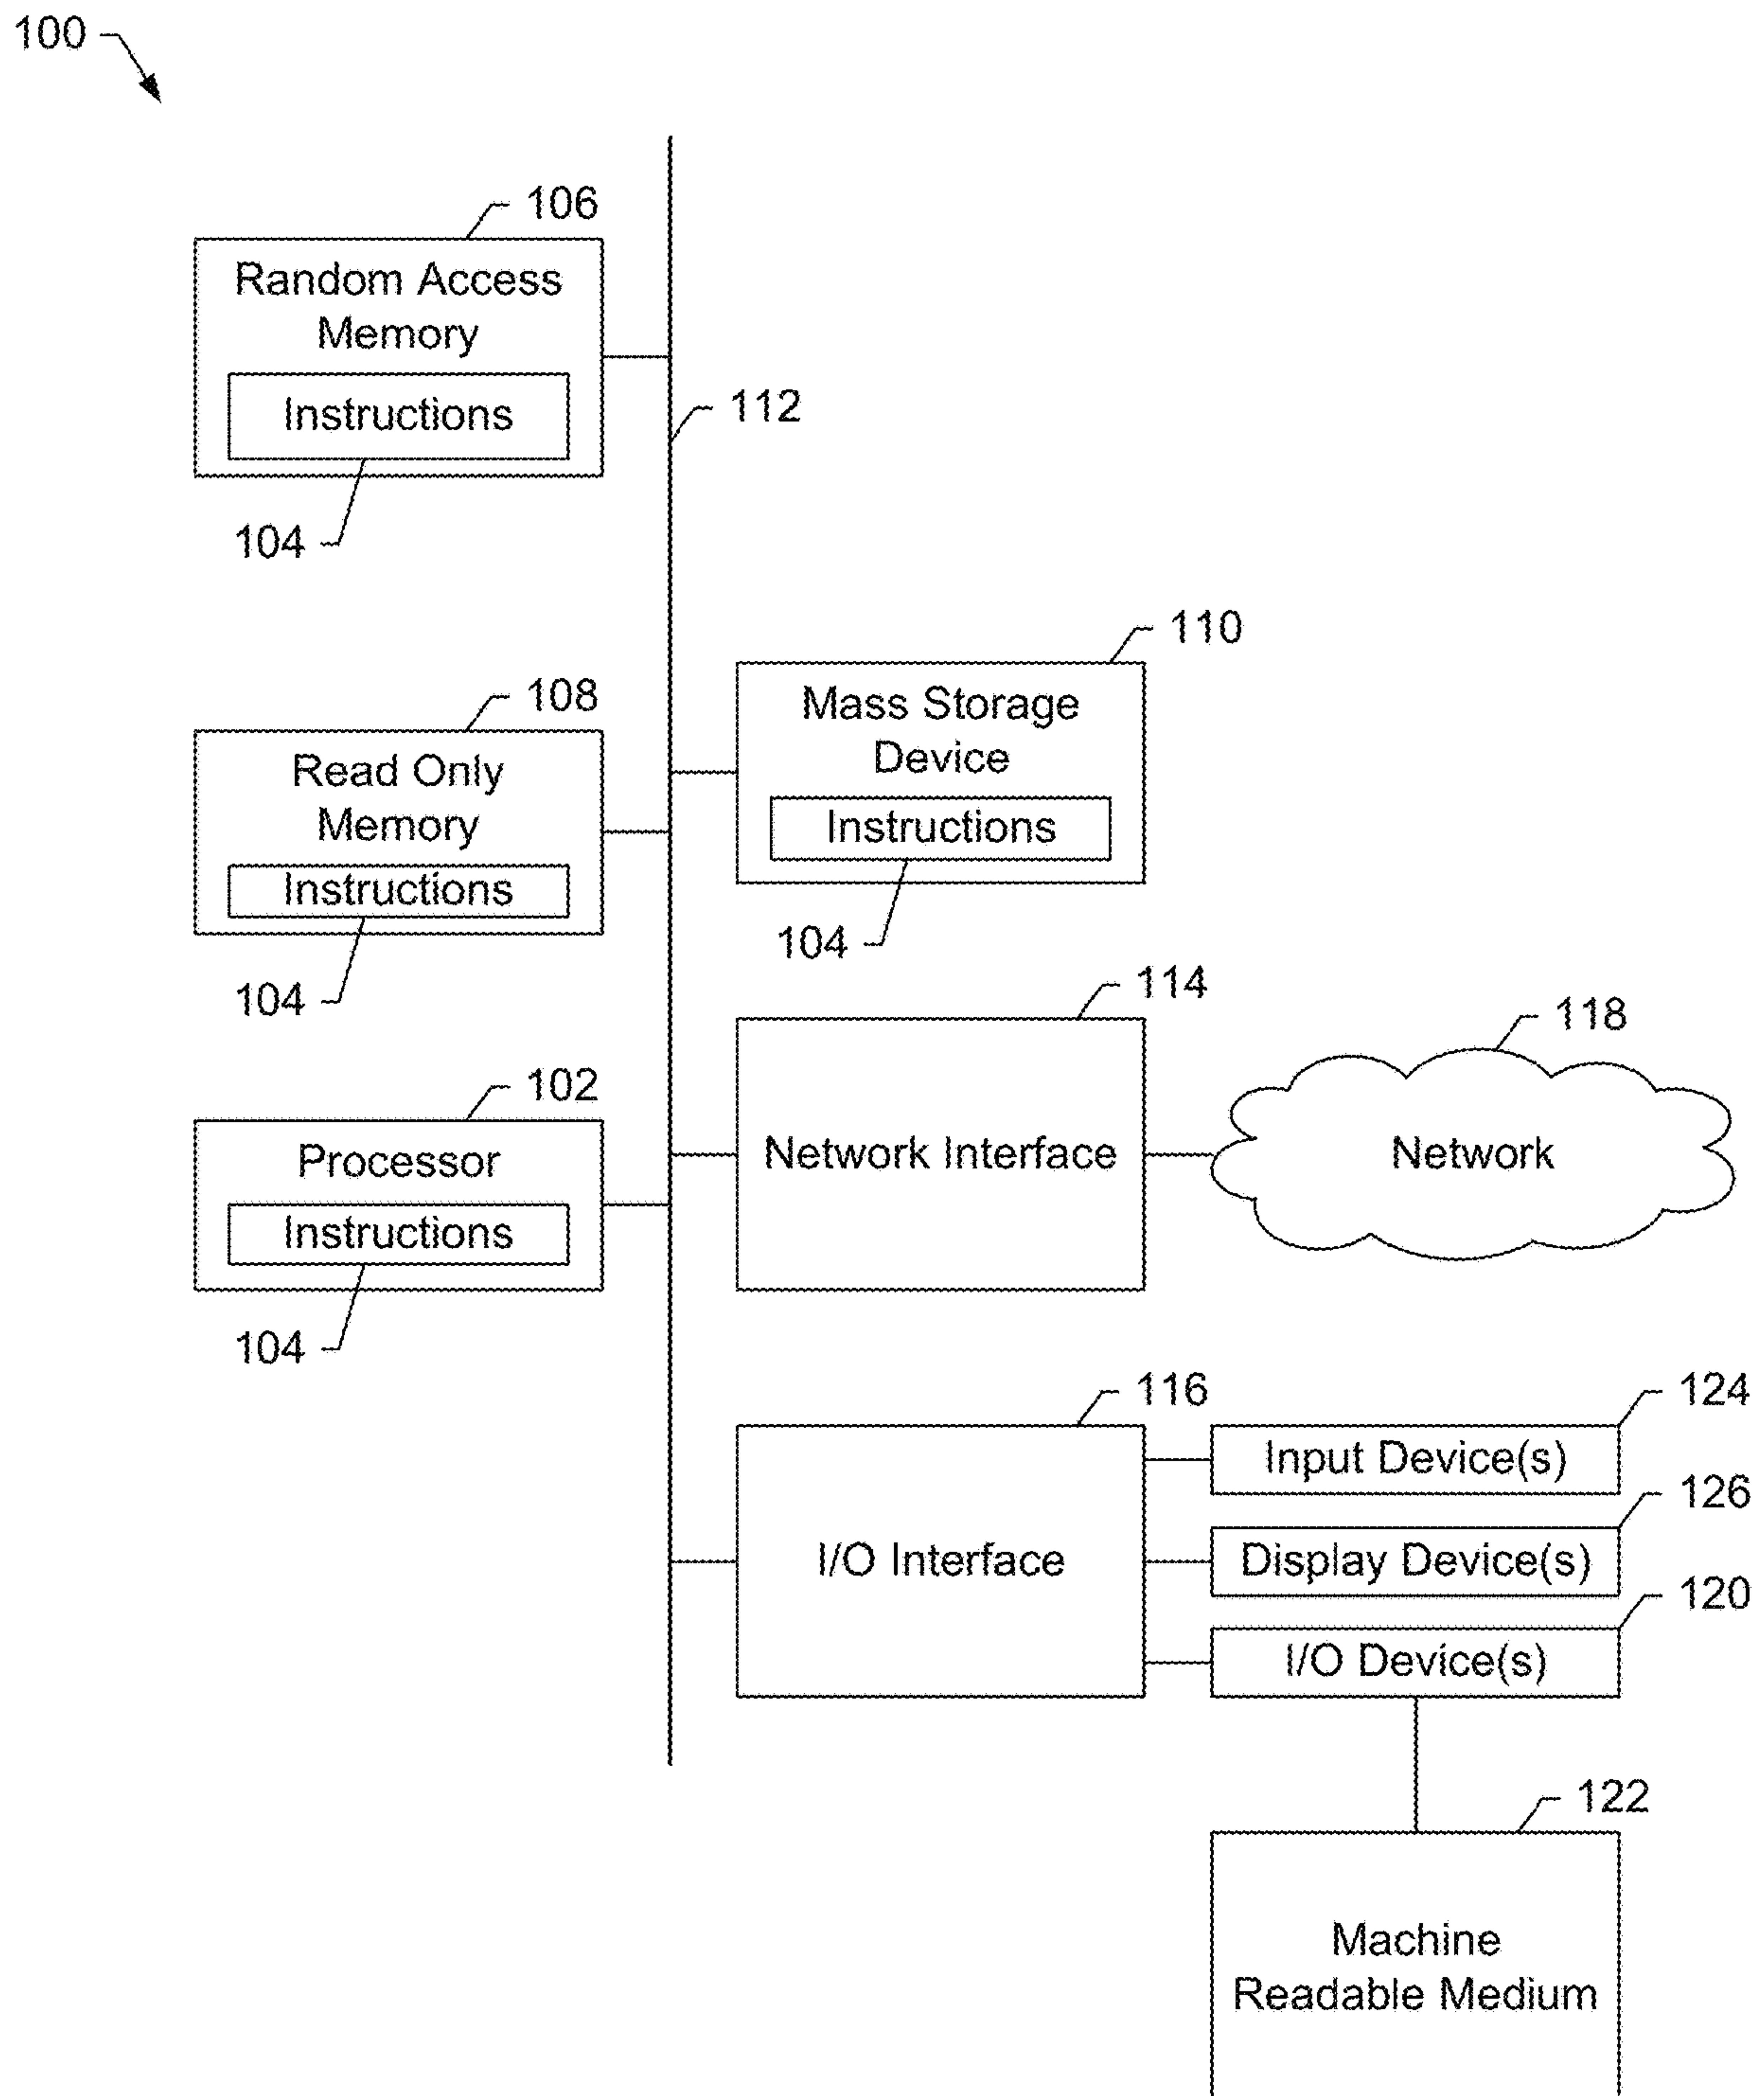 100
106
Random Access
Memory
Instructions
104
112
110
Mass Storage
Device
Instructions
104
108
Read Only
Memory
Instructions
104
114
Network Interface
118
Network
102
Processor
Instructions
104
116
I/O Interface
124
Input Device(s)
126
Display Device(s)
120
I/O Device(s)
122
Machine
Readable Medium